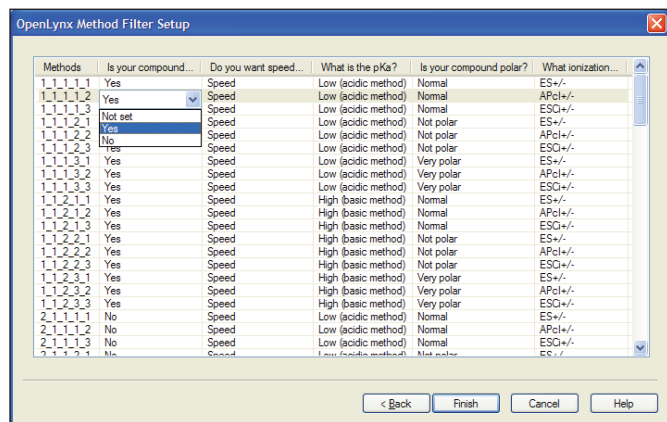 OpenLynx Method Filter Setup
Methods Is your compound... Do you want speed... What is the pKa? Is your compound polar? What ionization...
1_1_1_1_1 Yes Speed Low (acidic method) Normal ES+/-
1_1_1_1_2 Yes Speed Low (acidic method) Normal APcI+/-
1_1_1_1_3 Speed Low (acidic method) Normal ESCi+/-
Not set
1_1_1_2_1 Yes Speed Low (acidic method) Not polar ES+/-
1_1_1_2_2 No Speed Low (acidic method) Not polar APcI+/-
1_1_1_2_3 Yes Speed Low (acidic method) Not polar ESCi+/-
1_1_1_3_1 Yes Speed Low (acidic method) Very polar ES+/-
1_1_1_3_2 Yes Speed Low (acidic method) Very polar APcI+/-
1_1_1_3_3 Yes Speed Low (acidic method) Very polar ESCi+/-
1_1_2_1_1 Yes Speed High (basic method) Normal ES+/-
1_1_2_1_2 Yes Speed High (basic method) Normal APcI+/-
1_1_2_1_3 Yes Speed High (basic method) Normal ESCi+/-
1_1_2_2_1 Yes Speed High (basic method) Not polar ES+/-
1_1_2_2_2 Yes Speed High (basic method) Not polar APcI+/-
1_1_2_2_3 Yes Speed High (basic method) Not polar ESCi+/-
1_1_2_3_1 Yes Speed High (basic method) Very polar ES+/-
1_1_2_3_2 Yes Speed High (basic method) Very polar APcI+/-
1_1_2_3_3 Yes Speed High (basic method) Very polar ESCi+/-
2_1_1_1_1 No Speed Low (acidic method) Normal ES+/-
2_1_1_1_2 No Speed Low (acidic method) Normal APcI+/-
2_1_1_1_3 No Speed Low (acidic method) Normal ESCi+/-
2_1_1_2_1 No Speed Low (acidic method) Not polar ES+/-
< Back Finish Cancel Help